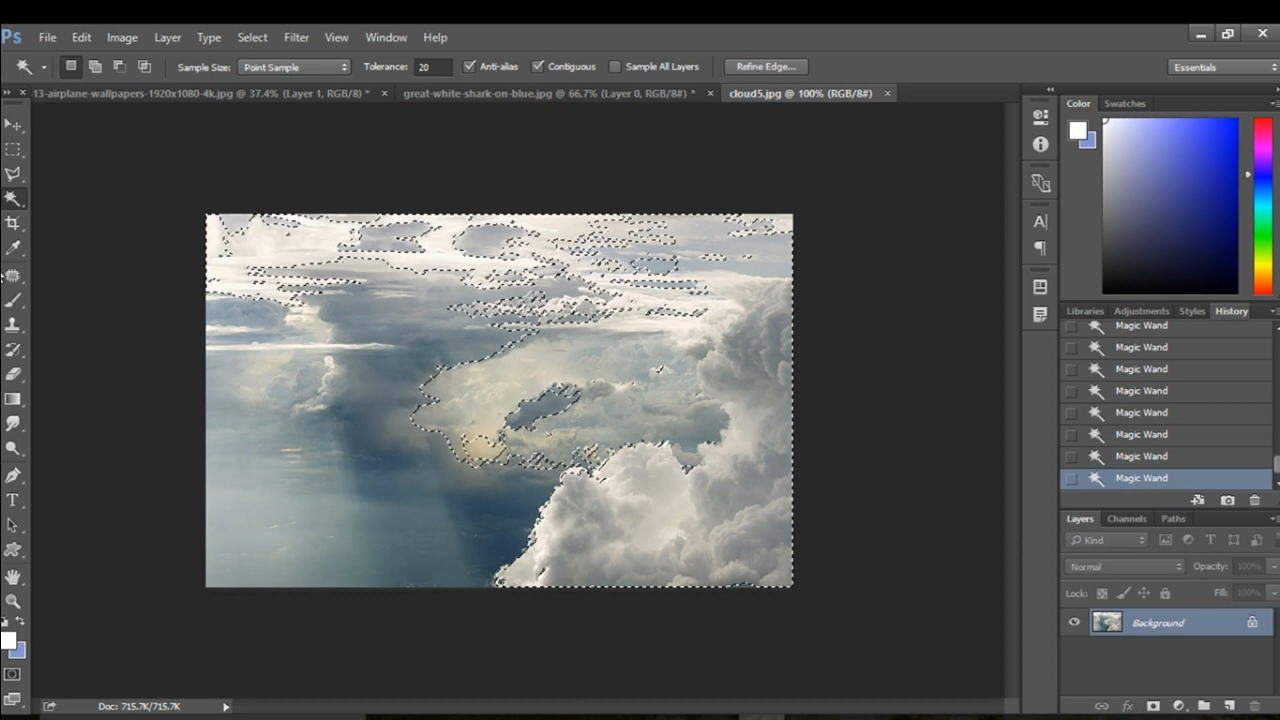 Ps File Edit Image Layer Type Select Filter View Window Help
Sample Size: Point Sample Tolerance: 20 Anti-alias Contiguous Sample All Layers Refine Edge... Essentials
13-airplane-wallpapers-1920x1080-4k.jpg @ 37.4% (Layer 1, RGB/8) * great-white-shark-on-blue.jpg @ 66.7% (Layer 0, RGB/8#) * cloud5.jpg @ 100% (RGB/8#)
Color Swatches
Libraries Adjustments Styles History
Magic Wand
Magic Wand
Magic Wand
Magic Wand
Magic Wand
Magic Wand
Magic Wand
Magic Wand
Layers Channels Paths
Kind
Normal Opacity: 100%
Lock: Fill: 100%
Background
Doc: 715.7K/715.7K